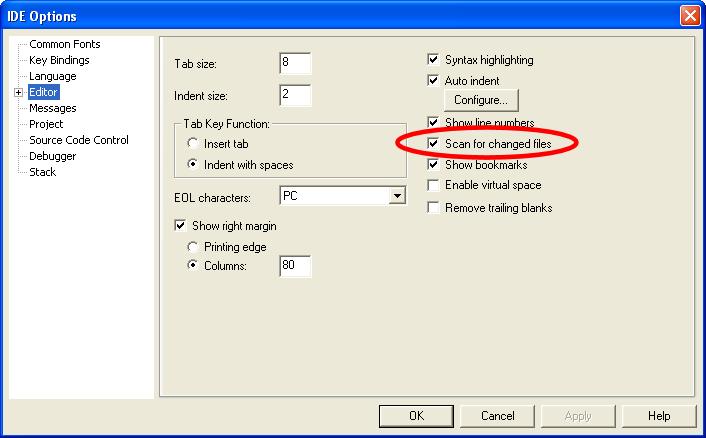 IDE Options
Common Fonts
Key Bindings
Language
Editor
Messages
Project
Source Code Control
Debugger
Stack
Tab size:
8
Indent size:
2
Tab Key Function:
Insert tab
Indent with spaces
EOL characters:
PC
Show right margin
Printing edge
Columns:
80
Syntax highlighting
Auto indent
Configure...
Show line numbers
Scan for changed files
Show bookmarks
Enable virtual space
Remove trailing blanks
OK
Cancel
Apply
Help